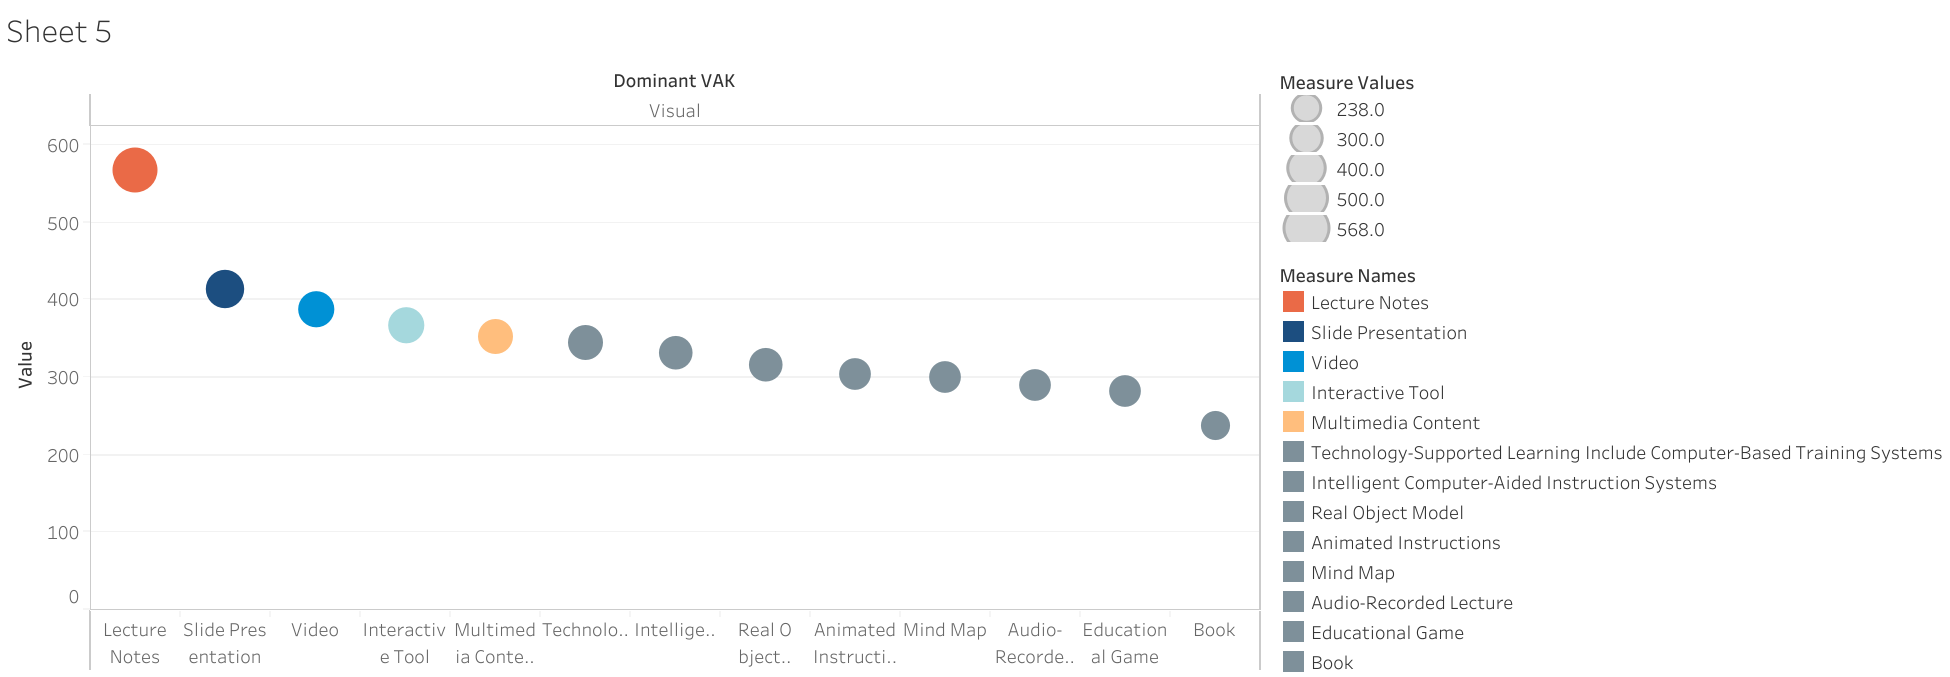 Sheet 5
Dominant VAK
Visual
Value
600
500
400
300
200
100
0
Lecture Notes
Slide Pres
entation
Video
Interactiv
e Tool
Multimed
ia Conte..
Technolo..
Intellige..
Real O
bject..
Animated
Instructi..
Mind Map
Audio-
Recorde..
Education
al Game
Book
Measure Values
238.0
300.0
400.0
500.0
568.0
Measure Names
Lecture Notes
Slide Presentation
Video
Interactive Tool
Multimedia Content
Technology-Supported Learning Include Computer-Based Training Systems
Intelligent Computer-Aided Instruction Systems
Real Object Model
Animated Instructions
Mind Map
Audio-Recorded Lecture
Educational Game
Book